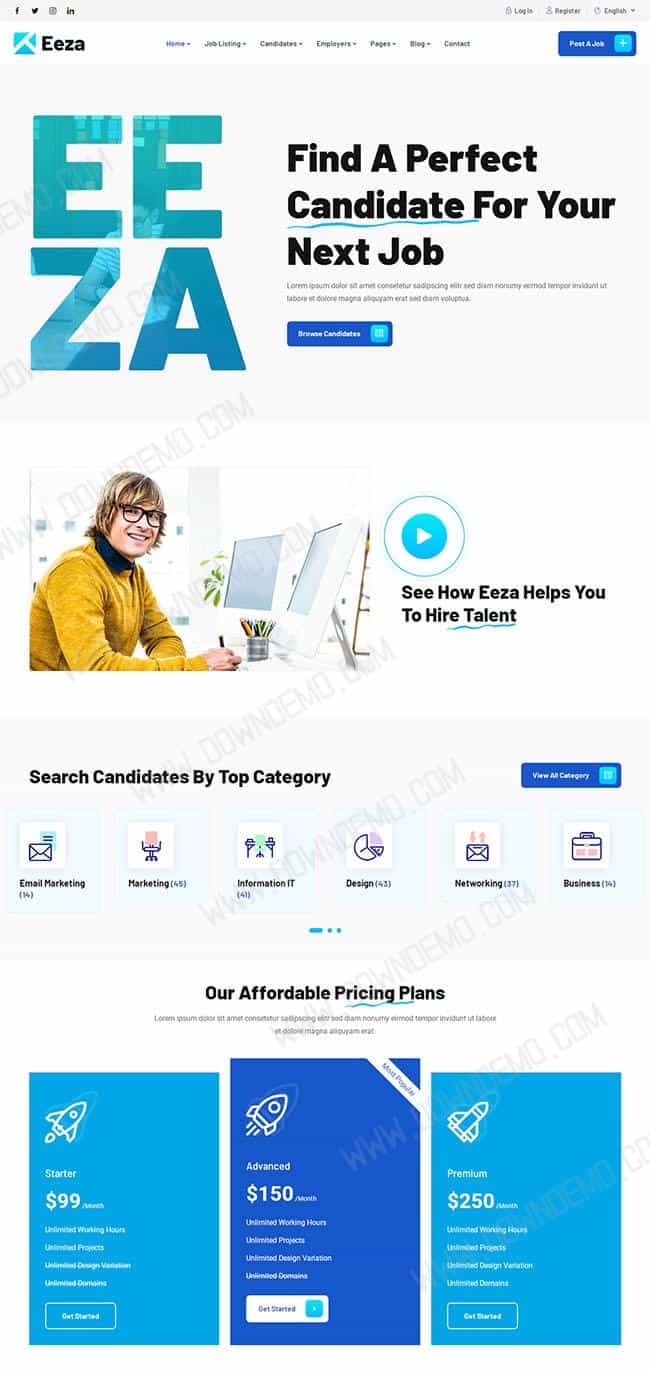 Log In
Register
English
Eeza
Home
Job Listing
Candidates
Employers
Pages
Blog
Contact
Post A Job
EE
ZA
Find A Perfect
Candidate For Your
Next Job
Lorem ipsum dolor sit amet consetetur sadipscing elitr sed diam nonumy eirmod tempor invidunt ut
labore et dolore magna aliquyam erat sed diam voluptua.
Browse Candidates
See How Eeza Helps You
To Hire Talent
Search Candidates By Top Category
View All Category
Email Marketing
(14)
Marketing (45)
Information IT
(41)
Design (43)
Networking (37)
Business (14)
Our Affordable Pricing Plans
Lorem ipsum dolor sit amet consetetur sadipscing elitr sed diam nonumy eirmod tempor invidunt ut labore
et dolore magna aliquyam erat.
Starter
$99 /Month
Unlimited Working Hours
Unlimited Projects
Unlimited Design Variation
Unlimited Domains
Get Started
Most Popular
Advanced
$150 /Month
Unlimited Working Hours
Unlimited Projects
Unlimited Design Variation
Unlimited Domains
Get Started
Premium
$250 /Month
Unlimited Working Hours
Unlimited Projects
Unlimited Design Variation
Unlimited Domains
Get Started
WWW.DOWNDEMO.COM